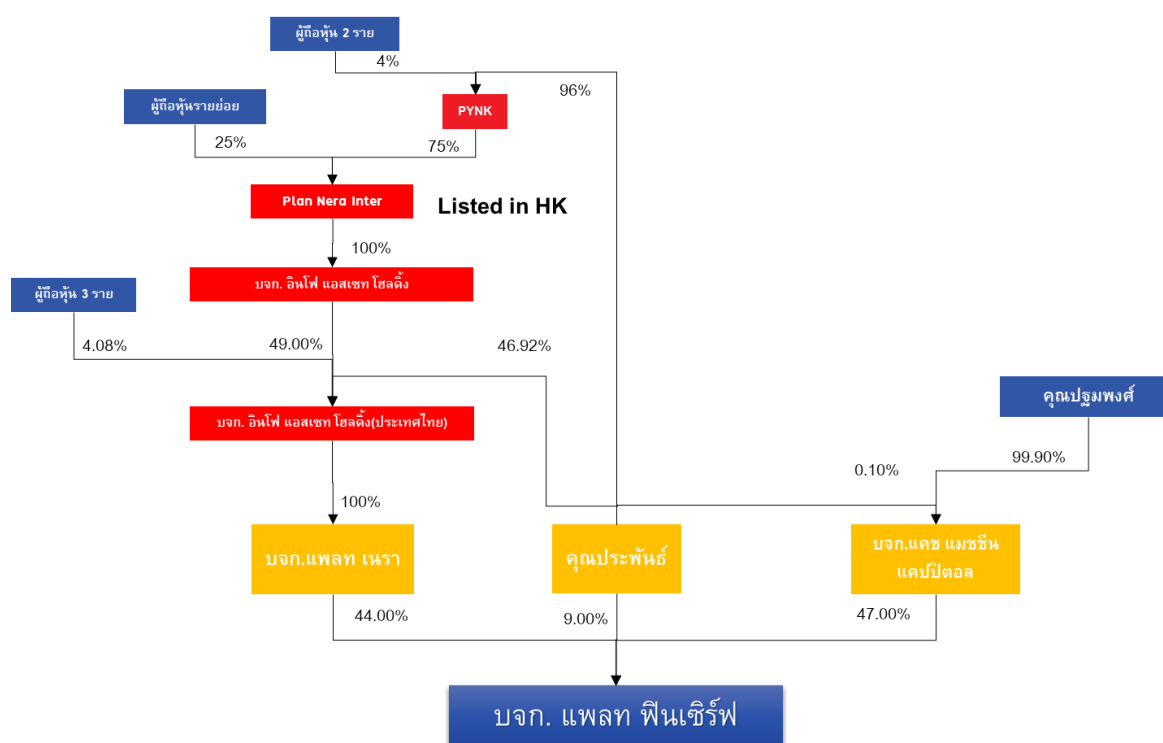 ผู้ถือหุ้น 2 ราย
4%
96%
PYNK
ผู้ถือหุ้นรายย่อย
25%
75%
Plan Nera Inter
Listed in HK
100%
บจก. อินโฟ แอสเซท โฮลดิ้ง
ผู้ถือหุ้น 3 ราย
4.08%
49.00%
46.92%
คุณปฐมพงศ์
บจก. อินโฟ แอสเซท โฮลดิ้ง(ประเทศไทย)
0.10%
99.90%
100%
บจก.แพลท เนรา
คุณประพันธ์
บจก.แคช แมชชีน
แคปปิตอล
44.00%
9.00%
47.00%
บจก. แพลท ฟินเซิร์ฟ